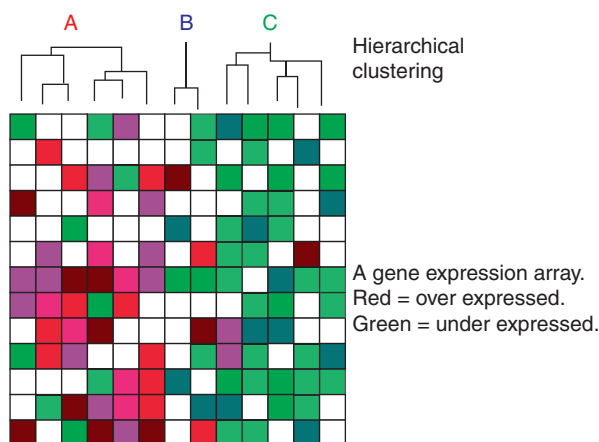 A B C
Hierarchical
clustering
A gene expression array.
Red = over expressed.
Green = under expressed.